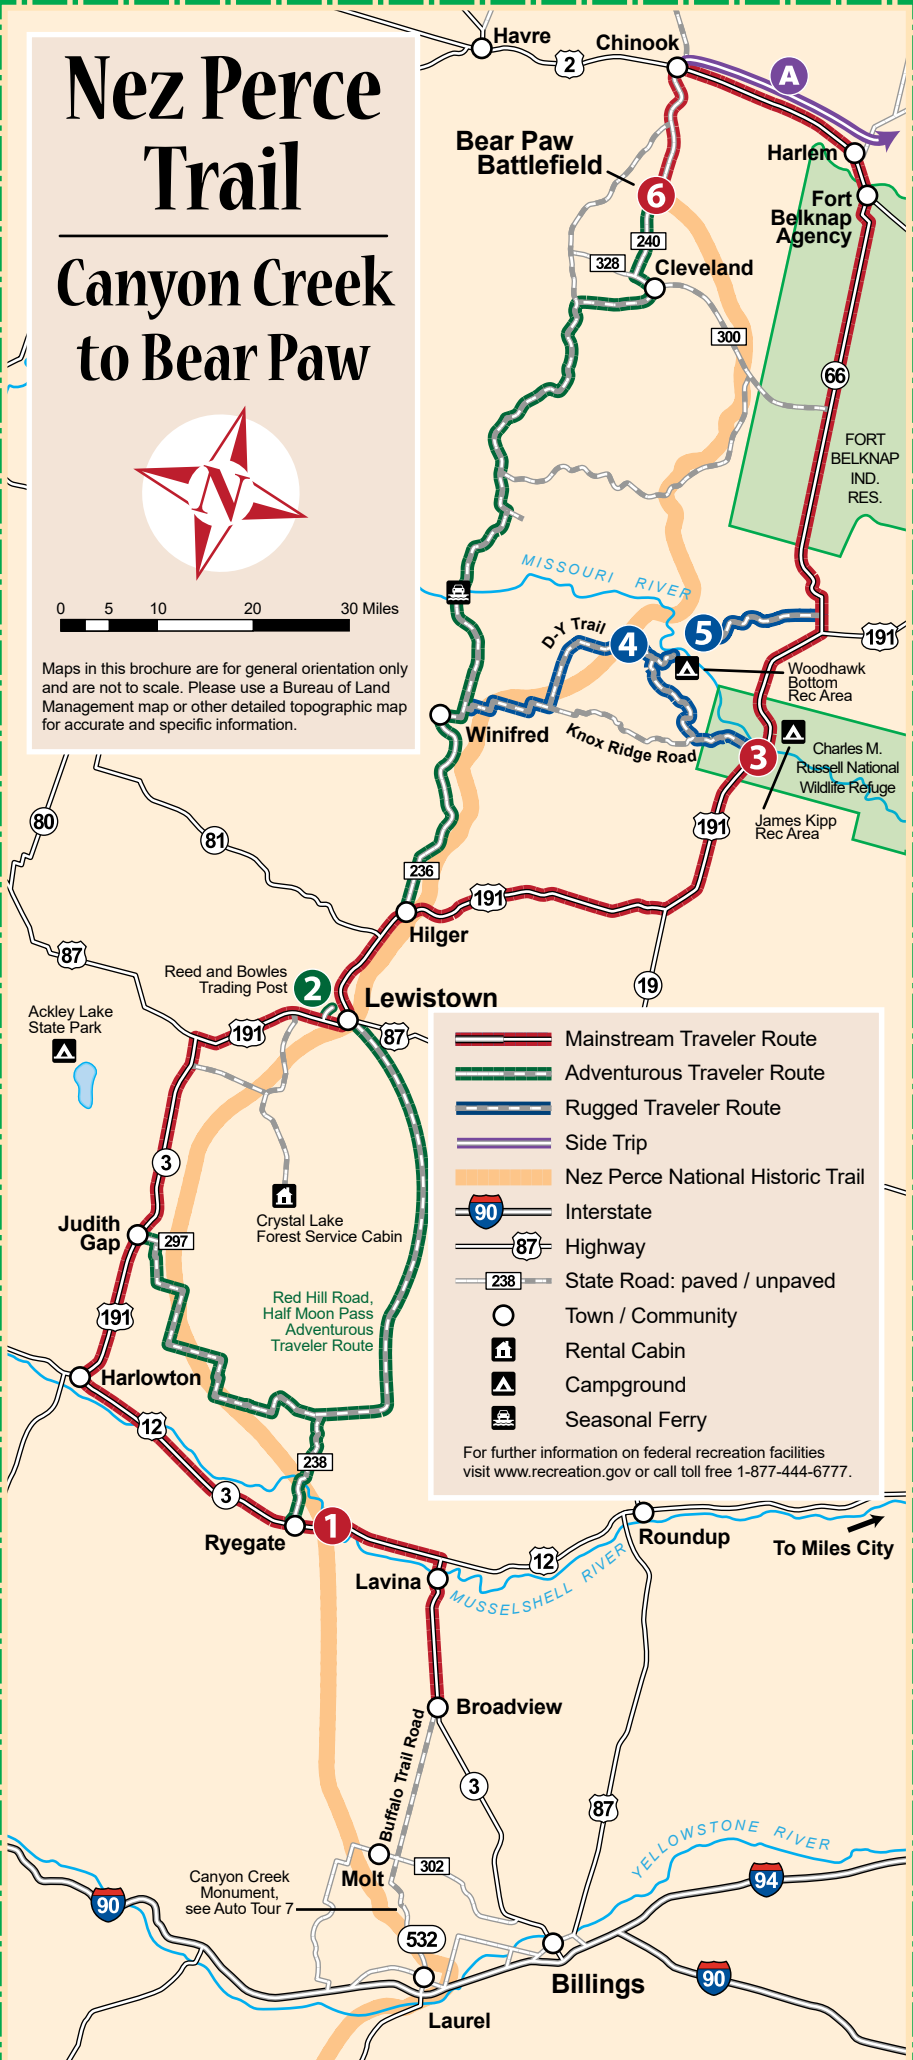 Nez Perce
Trail
Canyon Creek
to Bear Paw
N
0 5 10 20 30 Miles
Maps in this brochure are for general orientation only
and are not to scale. Please use a Bureau of Land
Management map or other detailed topographic map
for accurate and specific information.
Havre
Chinook
2
A
Bear Paw
Battlefield
Harlem
6
Fort
Belknap
Agency
240
328
Cleveland
300
66
FORT
BELKNAP
IND.
RES.
MISSOURI RIVER
D-Y Trail
4
5
191
Woodhawk
Bottom
Rec Area
Winifred
Knox Ridge Road
3
Charles M.
Russell National
Wildlife Refuge
James Kipp
Rec Area
191
80
81
236
191
Hilger
87
Reed and Bowles
Trading Post
2
19
Lewistown
Ackley Lake
State Park
191
87
3
Judith
Gap
297
Crystal Lake
Forest Service Cabin
191
Red Hill Road,
Half Moon Pass
Adventurous
Traveler Route
Harlowton
12
238
3
Ryegate
1
Mainstream Traveler Route
Adventurous Traveler Route
Rugged Traveler Route
Side Trip
Nez Perce National Historic Trail
90 Interstate
87 Highway
238 State Road: paved / unpaved
Town / Community
Rental Cabin
Campground
Seasonal Ferry
For further information on federal recreation facilities
visit www.recreation.gov or call toll free 1-877-444-6777.
Roundup
To Miles City
12
Lavina
MUSSELSHELL RIVER
Broadview
Buffalo Trail Road
3
87
YELLOWSTONE RIVER
Molt
302
94
Canyon Creek
Monument,
see Auto Tour 7
90
532
90
Billings
Laurel